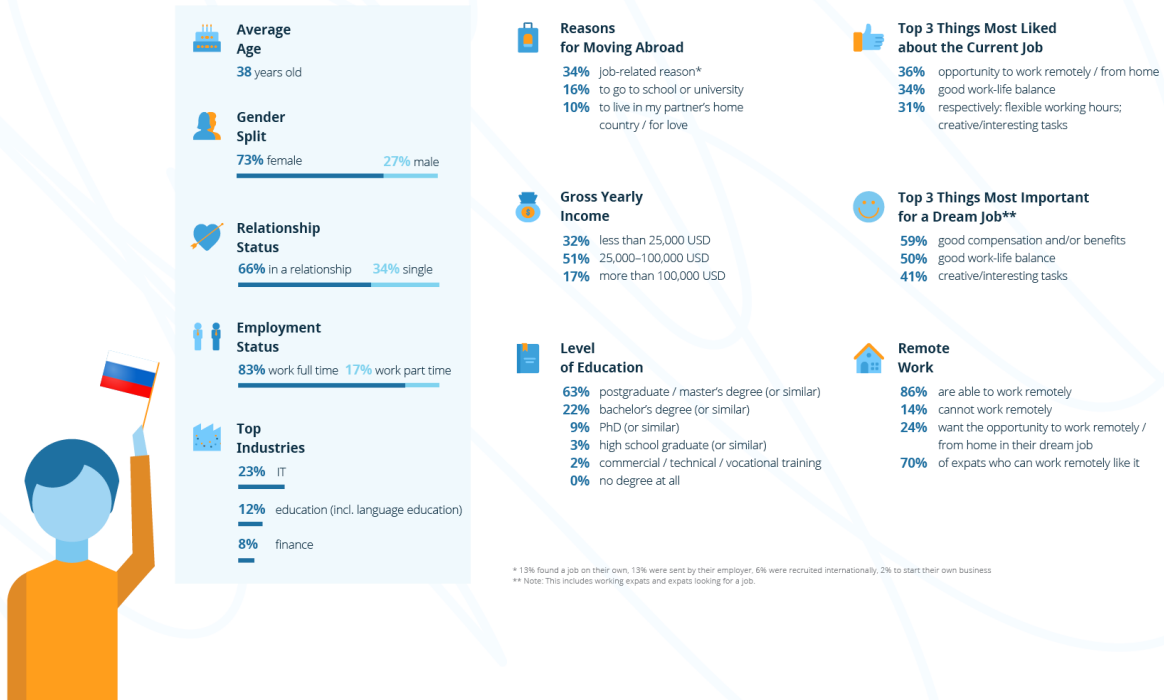 Average
Age
38 years old
Gender
Split
73% female 27% male
Relationship
Status
66% in a relationship 34% single
Employment
Status
83% work full time 17% work part time
Top
Industries
23% IT
12% education (incl. language education)
8% finance
Reasons
for Moving Abroad
34% job-related reason*
16% to go to school or university
10% to live in my partner's home
country / for love
Gross Yearly
Income
32% less than 25,000 USD
51% 25,000–100,000 USD
17% more than 100,000 USD
Level
of Education
63% postgraduate / master's degree (or similar)
22% bachelor's degree (or similar)
9% PhD (or similar)
3% high school graduate (or similar)
2% commercial / technical / vocational training
0% no degree at all
Top 3 Things Most Liked
about the Current Job
36% opportunity to work remotely / from home
34% good work-life balance
31% respectively: flexible working hours;
creative/interesting tasks
Top 3 Things Most Important
for a Dream Job**
59% good compensation and/or benefits
50% good work-life balance
41% creative/interesting tasks
Remote
Work
86% are able to work remotely
14% cannot work remotely
24% want the opportunity to work remotely /
from home in their dream job
70% of expats who can work remotely like it
* 13% found a job on their own, 13% were sent by their employer, 6% were recruited internationally, 2% to start their own business
** Note: This includes working expats and expats looking for a job.